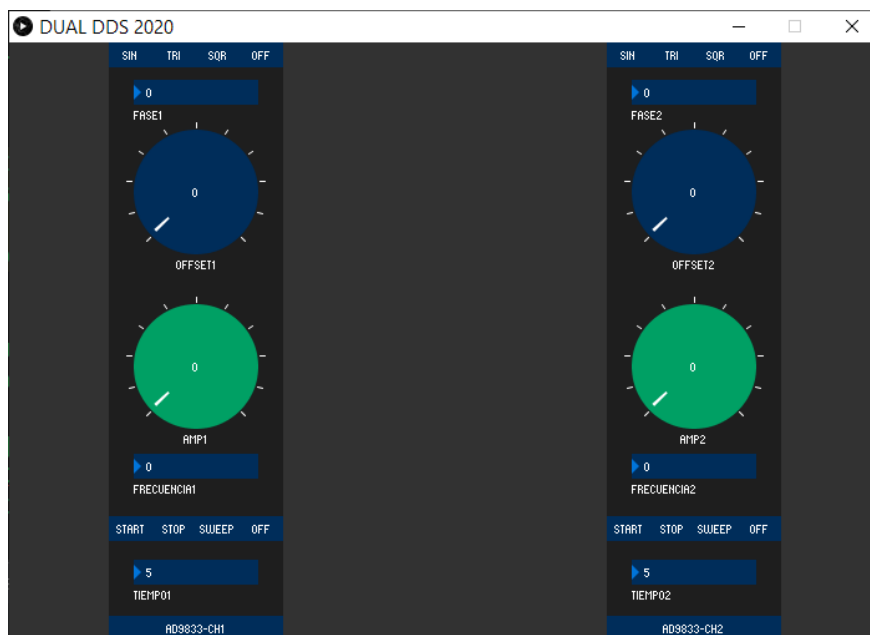 DUAL DDS 2020
SIN TRI SQR OFF
0
FASE1
0
OFFSET1
0
AMP1
0
FRECUENCIA1
START STOP SWEEP OFF
5
TIEMPO1
AD9833-CH1
SIN TRI SQR OFF
0
FASE2
0
OFFSET2
0
AMP2
0
FRECUENCIA2
START STOP SWEEP OFF
5
TIEMPO2
AD9833-CH2